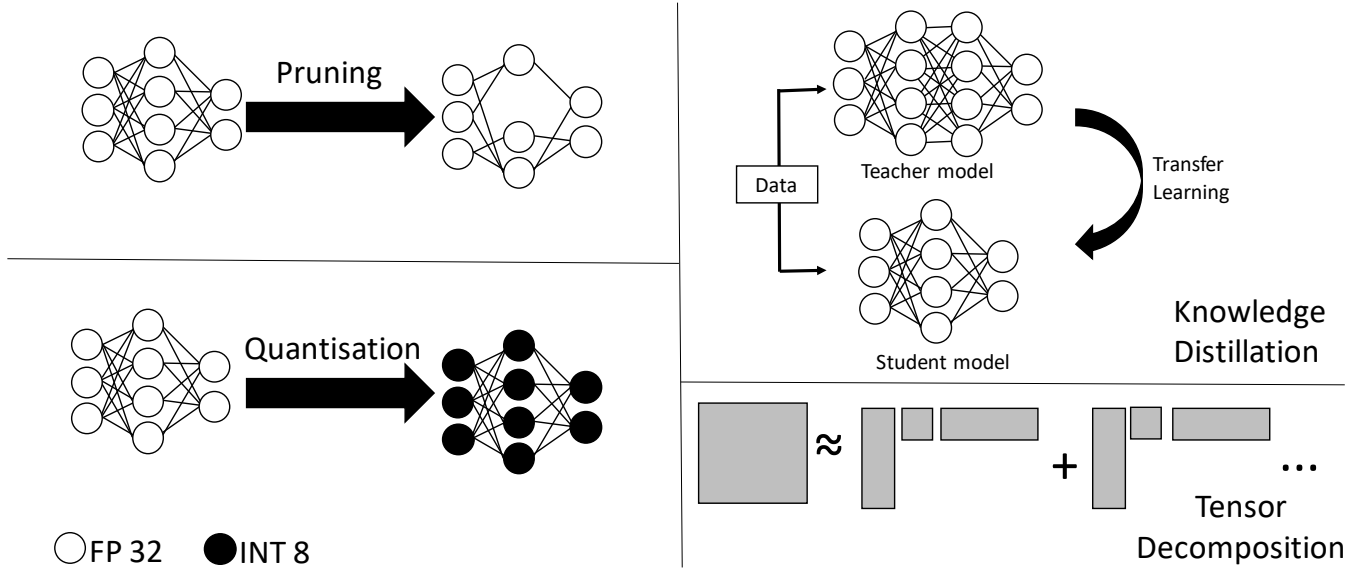 Pruning
Quantisation
FP 32
INT 8
Data
Teacher model
Transfer
Learning
Student model
Knowledge
Distillation
≈
+
...
Tensor
Decomposition